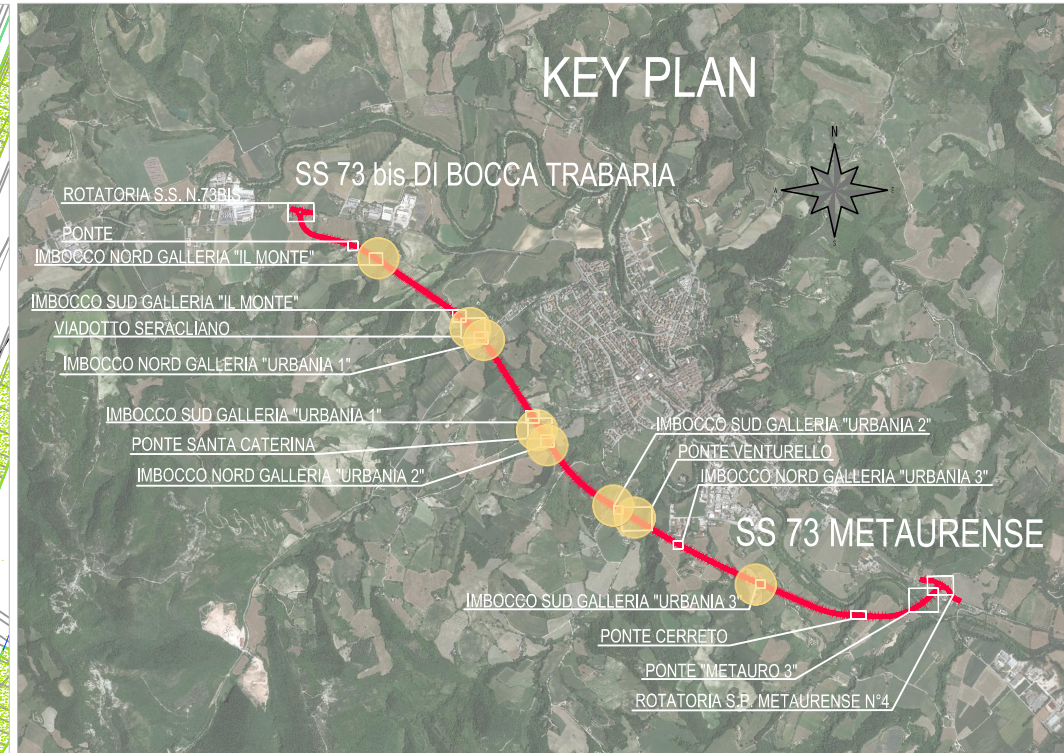 KEY PLAN
N
A
E
S
SS 73 bis DI BOCCA TRABARIA
ROTATORIA S.S. N.73BIS
PONTE
IMBOCCO NORD GALLERIA "IL MONTE"
IMBOCCO SUD GALLERIA "IL MONTE"
VIADOTTO SERACLIANO
IMBOCCO NORD GALLERIA "URBANIA 1"
IMBOCCO SUD GALLERIA "URBANIA 1"
PONTE SANTA CATERINA
IMBOCCO NORD GALLERIA "URBANIA 2"
IMBOCCO SUD GALLERIA "URBANIA 2"
PONTE VENTURELLO
IMBOCCO NORD GALLERIA "URBANIA 3"
SS 73 METAURENSE
IMBOCCO SUD GALLERIA "URBANIA 3"
PONTE CERRETO
PONTE "METAURO 3"
ROTATORIA S.P. METAURENSE N°4